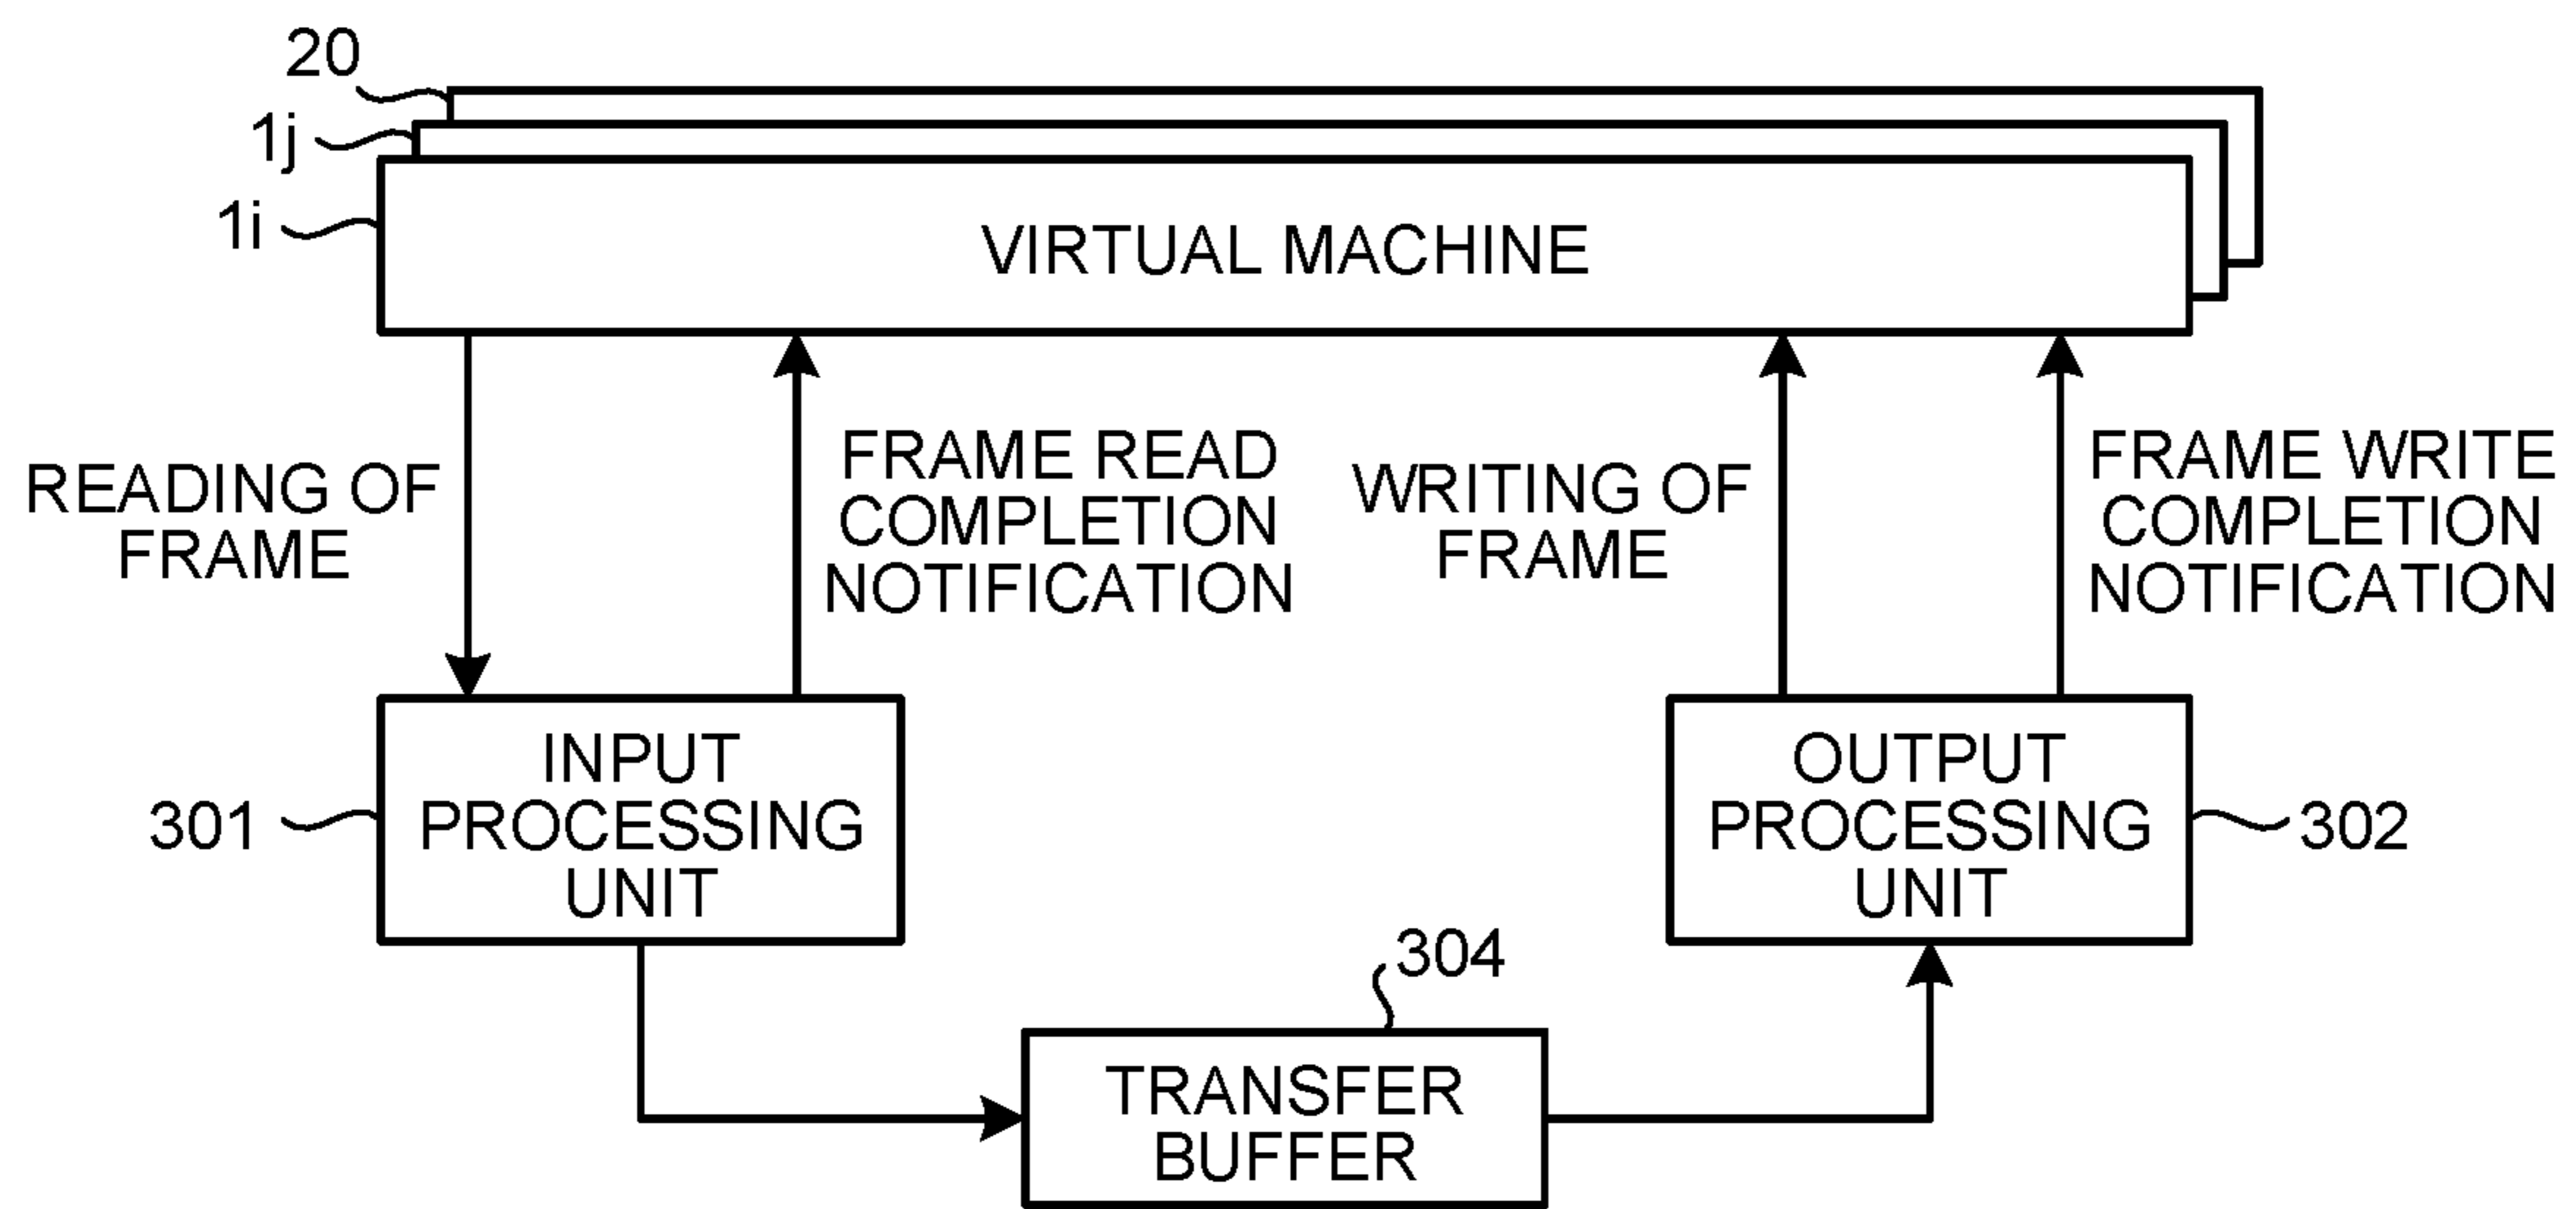 20
1j
1i
VIRTUAL MACHINE
READING OF
FRAME
FRAME READ
COMPLETION
NOTIFICATION
WRITING OF
FRAME
FRAME WRITE
COMPLETION
NOTIFICATION
INPUT
PROCESSING
UNIT
301
OUTPUT
PROCESSING
UNIT
302
304
TRANSFER
BUFFER